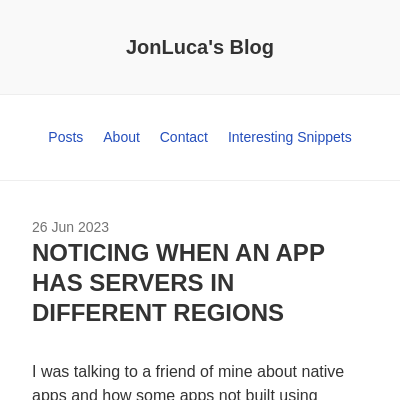 JonLuca's Blog
Posts About Contact Interesting Snippets
26 Jun 2023
NOTICING WHEN AN APP
HAS SERVERS IN
DIFFERENT REGIONS
I was talking to a friend of mine about native
apps and how some apps not built using